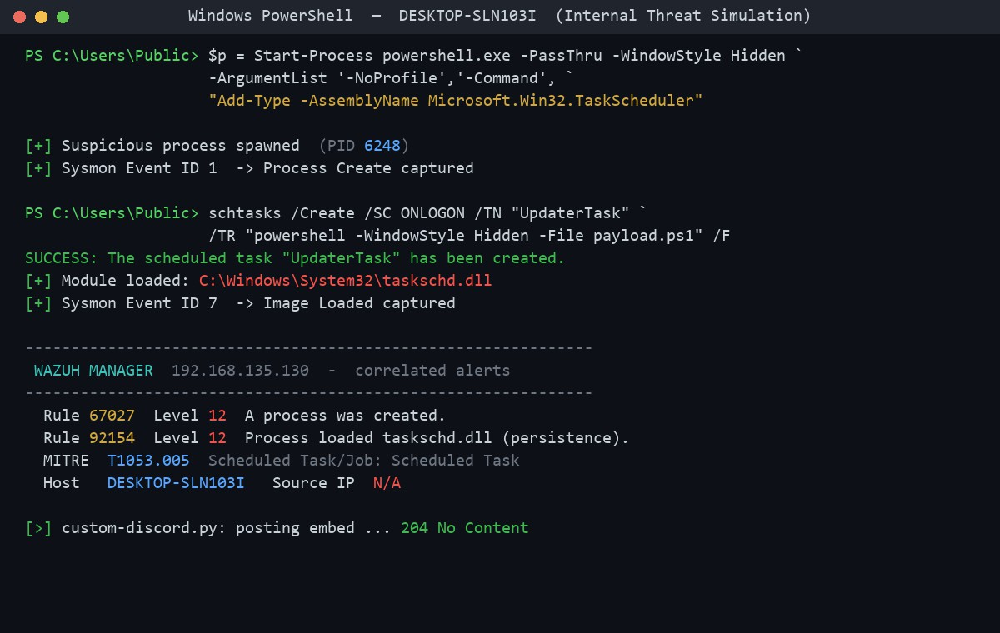 Windows PowerShell — DESKTOP-SLN103I (Internal Threat Simulation)
PS C:\Users\Public> $p = Start-Process powershell.exe -PassThru -WindowStyle Hidden `
-ArgumentList '-NoProfile','-Command', `
"Add-Type -AssemblyName Microsoft.Win32.TaskScheduler"
[+] Suspicious process spawned (PID 6248)
[+] Sysmon Event ID 1 -> Process Create captured
PS C:\Users\Public> schtasks /Create /SC ONLOGON /TN "UpdaterTask" `
/TR "powershell -WindowStyle Hidden -File payload.ps1" /F
SUCCESS: The scheduled task "UpdaterTask" has been created.
[+] Module loaded: C:\Windows\System32\taskschd.dll
[+] Sysmon Event ID 7 -> Image Loaded captured
--------------------------------------------------------------
WAZUH MANAGER 192.168.135.130 - correlated alerts
--------------------------------------------------------------
Rule 67027 Level 12 A process was created.
Rule 92154 Level 12 Process loaded taskschd.dll (persistence).
MITRE T1053.005 Scheduled Task/Job: Scheduled Task
Host DESKTOP-SLN103I Source IP N/A
[>] custom-discord.py: posting embed ... 204 No Content